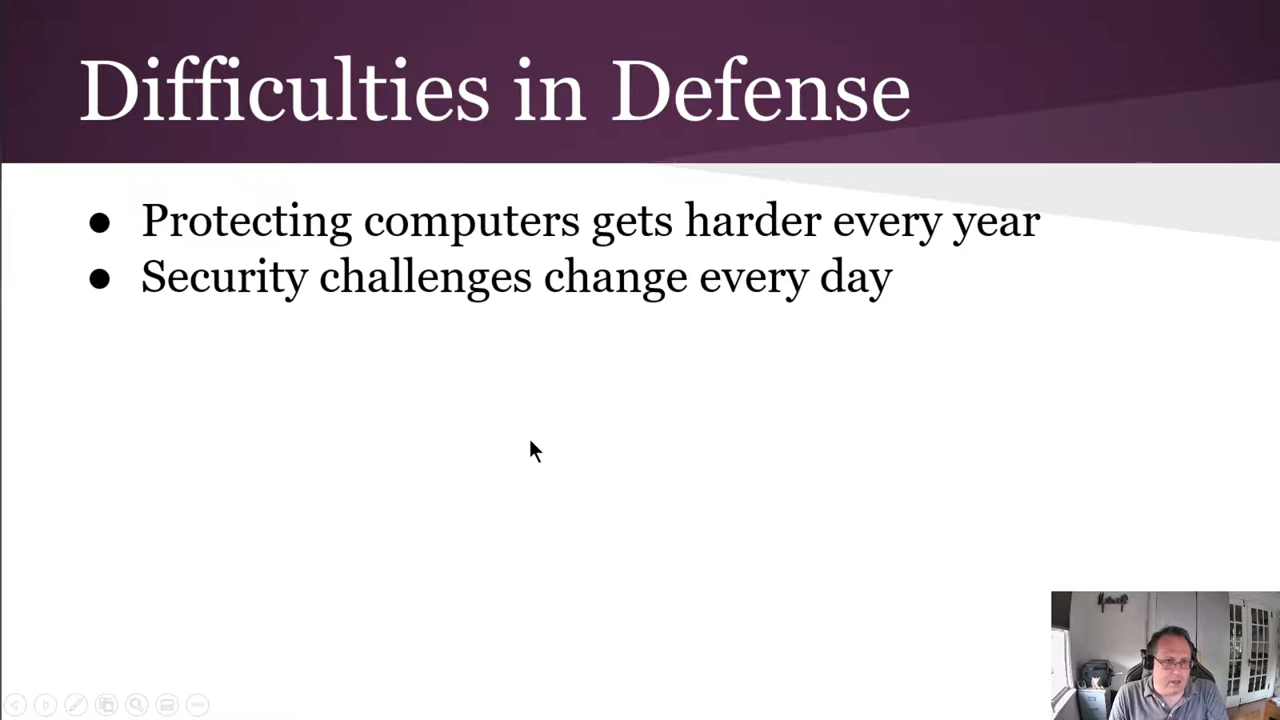 Difficulties in Defense
● Protecting computers gets harder every year
● Security challenges change every day